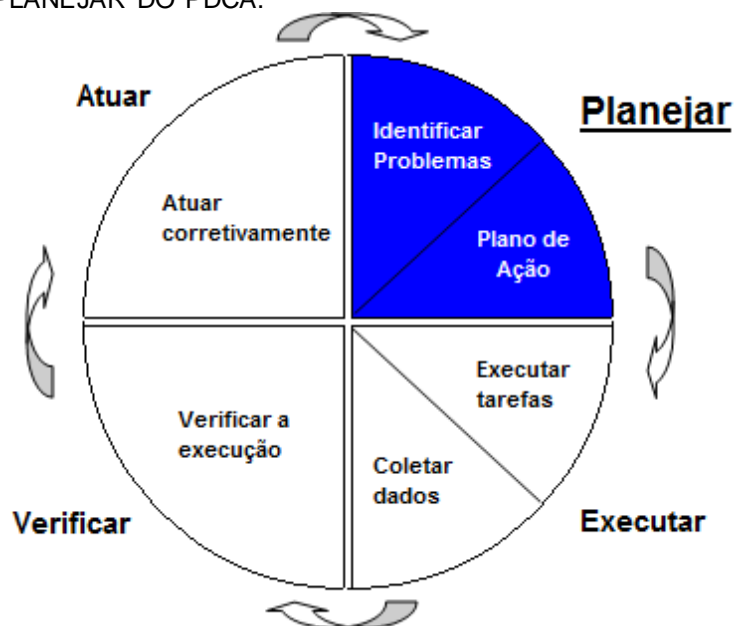 PLANEJAR DO PDCA.
Atuar
Planejar
Identificar
Problemas
Plano de
Ação
Atuar
corretivamente
Executar
tarefas
Verificar a
execução
Coletar
dados
Verificar
Executar